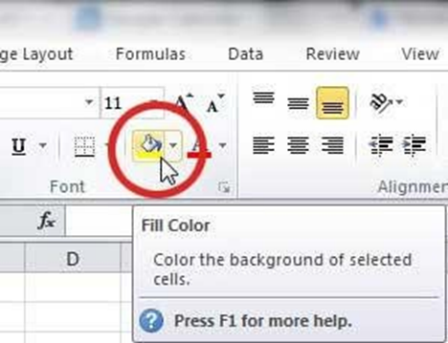 ge Layout Formulas Data Review View
11 A A
U A
Font Alignmen
fx
D
Fill Color
Color the background of selected
cells.
Press F1 for more help.